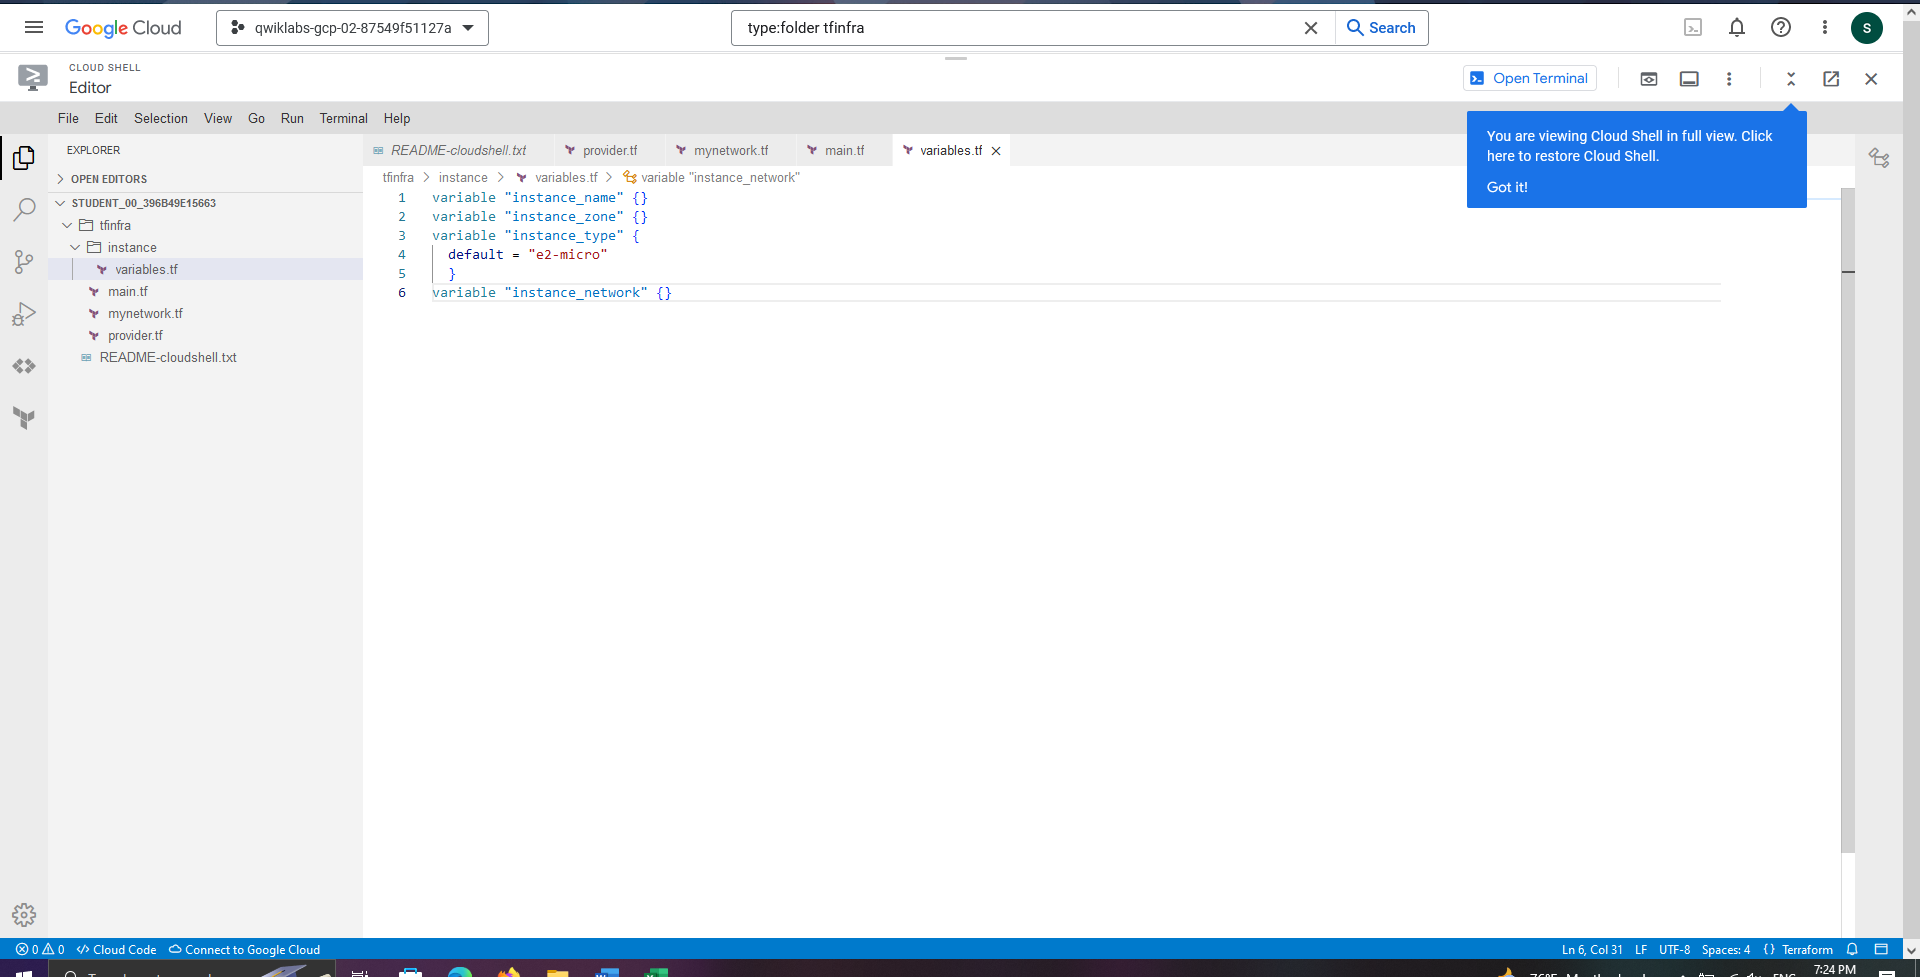 Google Cloud
qwiklabs-gcp-02-87549f51127a
type:folder tfinfra
Search
S
CLOUD SHELL
Editor
Open Terminal
File Edit Selection View Go Run Terminal Help
You are viewing Cloud Shell in full view. Click
here to restore Cloud Shell.
Got it!
EXPLORER
OPEN EDITORS
STUDENT_00_396B49E15663
tfinfra
instance
variables.tf
main.tf
mynetwork.tf
provider.tf
README-cloudshell.txt
README-cloudshell.txt provider.tf mynetwork.tf main.tf variables.tf
tfinfra > instance > variables.tf > variable "instance_network"
1 variable "instance_name" {}
2 variable "instance_zone" {}
3 variable "instance_type" {
4 default = "e2-micro"
5 }
6 variable "instance_network" {}
0 0 </> Cloud Code Connect to Google Cloud
Ln 6, Col 31 LF UTF-8 Spaces: 4 {} Terraform
7:24 PM